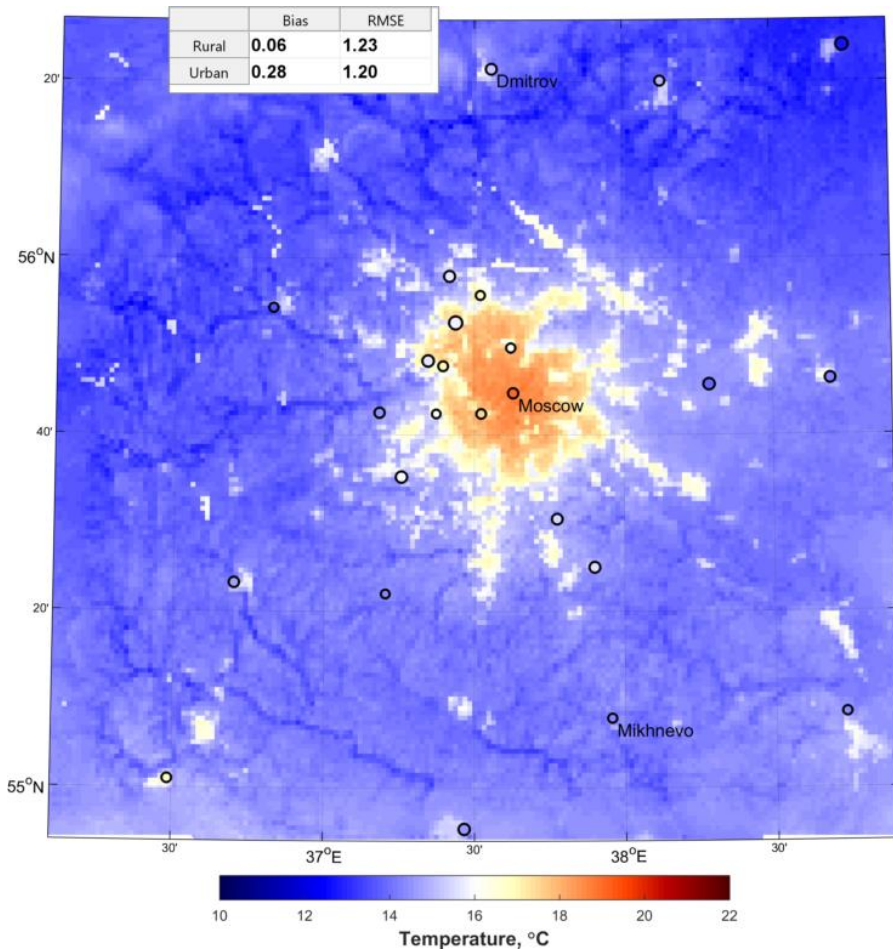 Bias RMSE
Rural 0.06 1.23
Urban 0.28 1.20
20'
Dmitrov
56°N
Moscow
40'
20'
Mikhnevo
55°N
30' 37°E 30' 38°E 30'
10 12 14 16 18 20 22
Temperature, °C